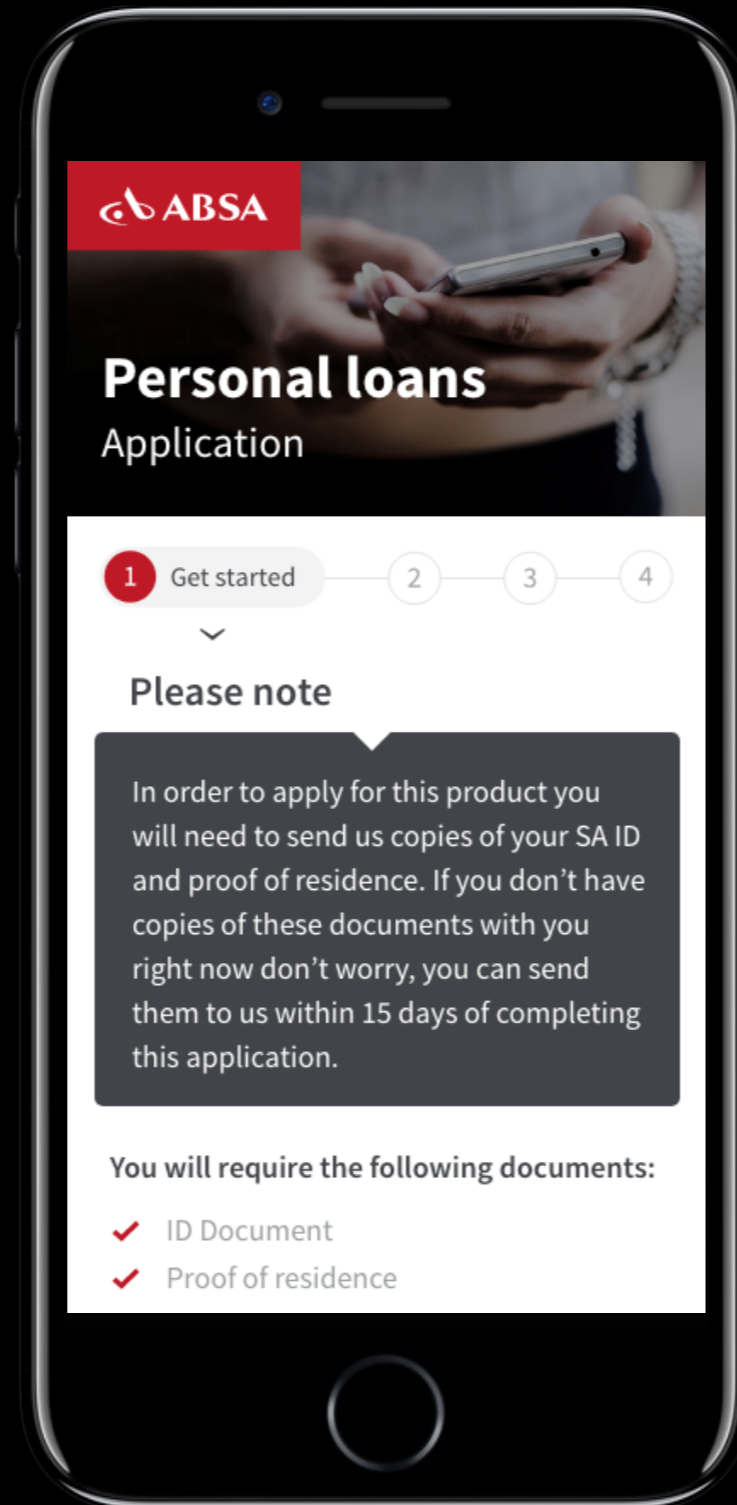 ABSA
Personal loans
Application
1 Get started 2 3 4
Please note
In order to apply for this product you
will need to send us copies of your SA ID
and proof of residence. If you don’t have
copies of these documents with you
right now don’t worry, you can send
them to us within 15 days of completing
this application.
You will require the following documents:
ID Document
Proof of residence